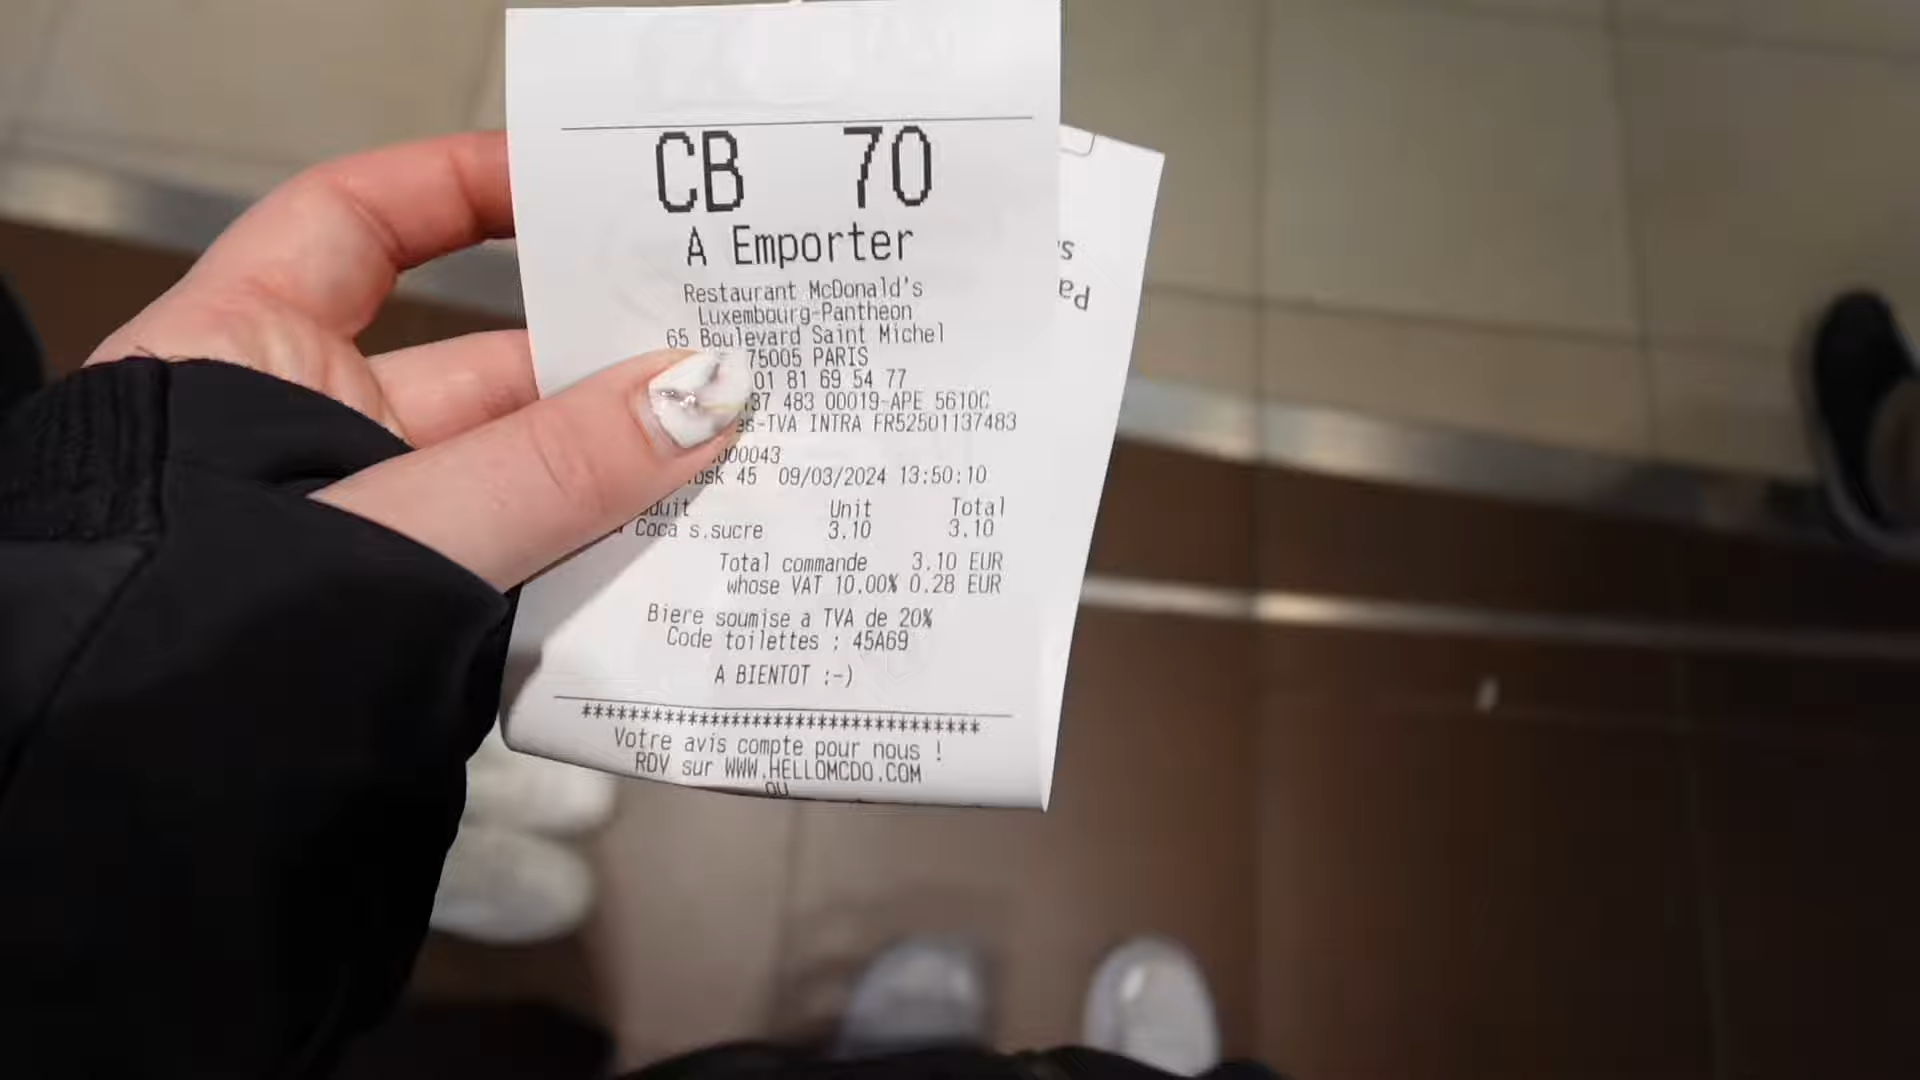 CB 70
A Emporter
Restaurant McDonald's
Luxembourg-Pantheon
65 Boulevard Saint Michel
75005 PARIS
01 81 69 54 77
483 00019-APE 5610C
INTRA FR52501137483
45 09/03/2024 13:50:10
Unit Total
Coca s.sucre 3.10 3.10
Total commande 3.10 EUR
whose VAT 10.00% 0.28 EUR
Biere soumise a TVA de 20%
Code toilettes : 45A69
A BIENTOT :-)
*********************************
Votre avis compte pour nous !
RDV sur WWW.HELLOMCDO.COM
OU